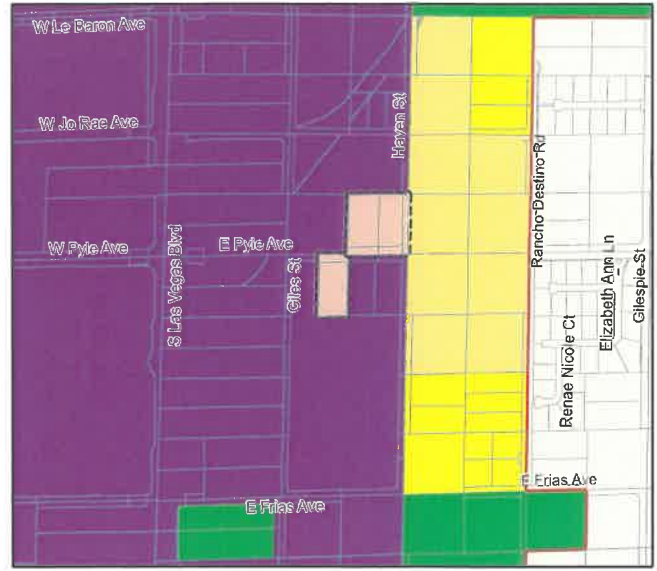 W Le Baron Ave
W Jo Rae Ave
Haven St
Rancho Destino Rd
W Pyle Ave
E Pyle Ave
S Las Vegas Blvd
Giles St
Elizabeth Ann Ln
Gillespie St
Renae Nicole Ct
E Frias Ave
E Frias Ave